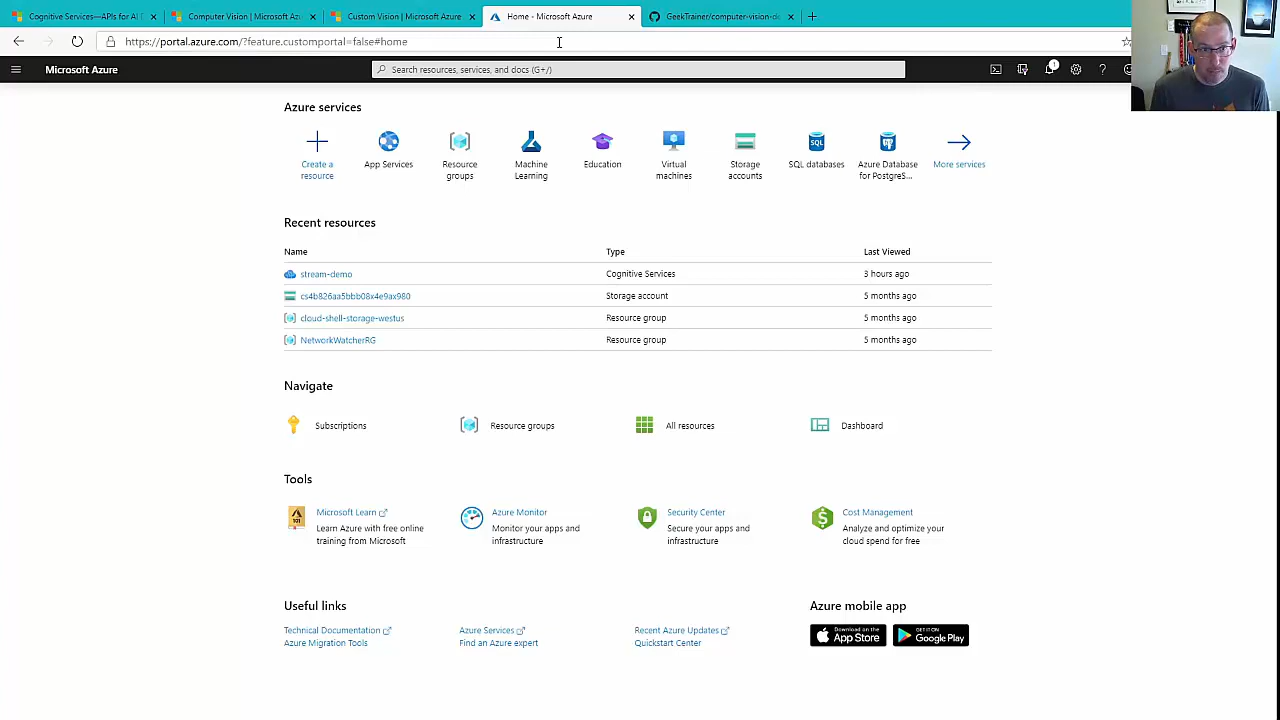 Cognitive Services—APIs for AI
Computer Vision | Microsoft Az
Custom Vision | Microsoft Azure
Home - Microsoft Azure
GeekTrainer/computer-vision-de
https://portal.azure.com/?feature.customportal=false#home
Microsoft Azure
Search resources, services, and docs (G+/)
1
Azure services
Create a resource
App Services
Resource groups
Machine Learning
Education
Virtual machines
Storage accounts
SQL databases
Azure Database for PostgreS...
More services
Recent resources
Name Type Last Viewed
stream-demo Cognitive Services 3 hours ago
cs4b826aa5bbb08x4e9ax980 Storage account 5 months ago
cloud-shell-storage-westus Resource group 5 months ago
NetworkWatcherRG Resource group 5 months ago
Navigate
Subscriptions Resource groups All resources Dashboard
Tools
Microsoft Learn
Learn Azure with free online
training from Microsoft
Azure Monitor
Monitor your apps and
infrastructure
Security Center
Secure your apps and
infrastructure
Cost Management
Analyze and optimize your
cloud spend for free
Useful links
Technical Documentation
Azure Migration Tools
Azure Services
Find an Azure expert
Recent Azure Updates
Quickstart Center
Azure mobile app
Download on the
App Store
GET IT ON
Google Play